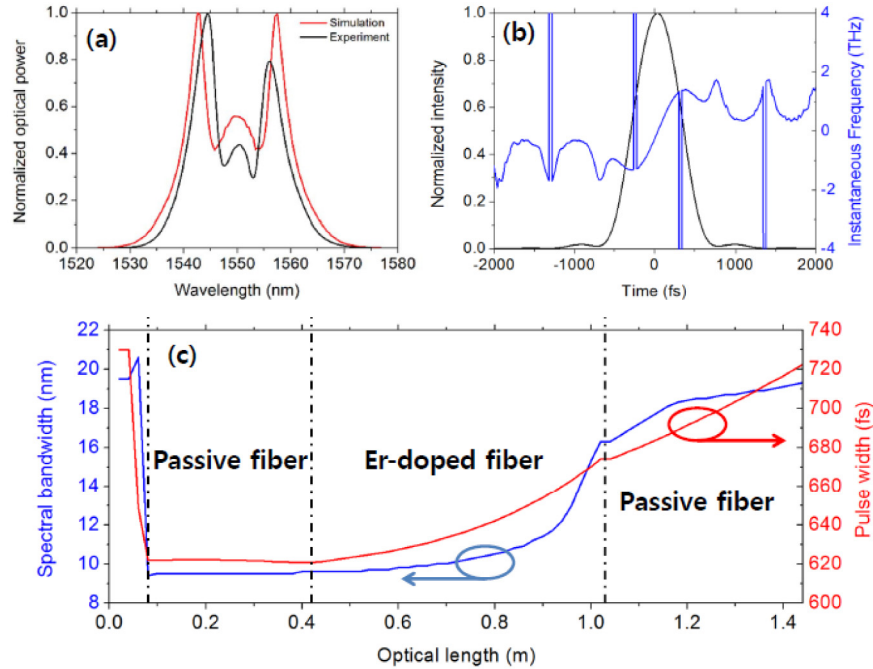 (a)
Simulation
Experiment
Normalized optical power
1.0
0.8
0.6
0.4
0.2
0.0
1520 1530 1540 1550 1560 1570 1580
Wavelength (nm)
(b)
Normalized intensity
1.0
0.8
0.6
0.4
0.2
0.0
-2000 -1000 0 1000 2000
Time (fs)
4
2
0
-2
-4
Instantaneous Frequency (THz)
(c)
Spectral bandwidth (nm)
22
20
18
16
14
12
10
8
Passive fiber
Er-doped fiber
Passive fiber
740
720
700
680
660
640
620
600
Pulse width (fs)
0.0 0.2 0.4 0.6 0.8 1.0 1.2 1.4
Optical length (m)